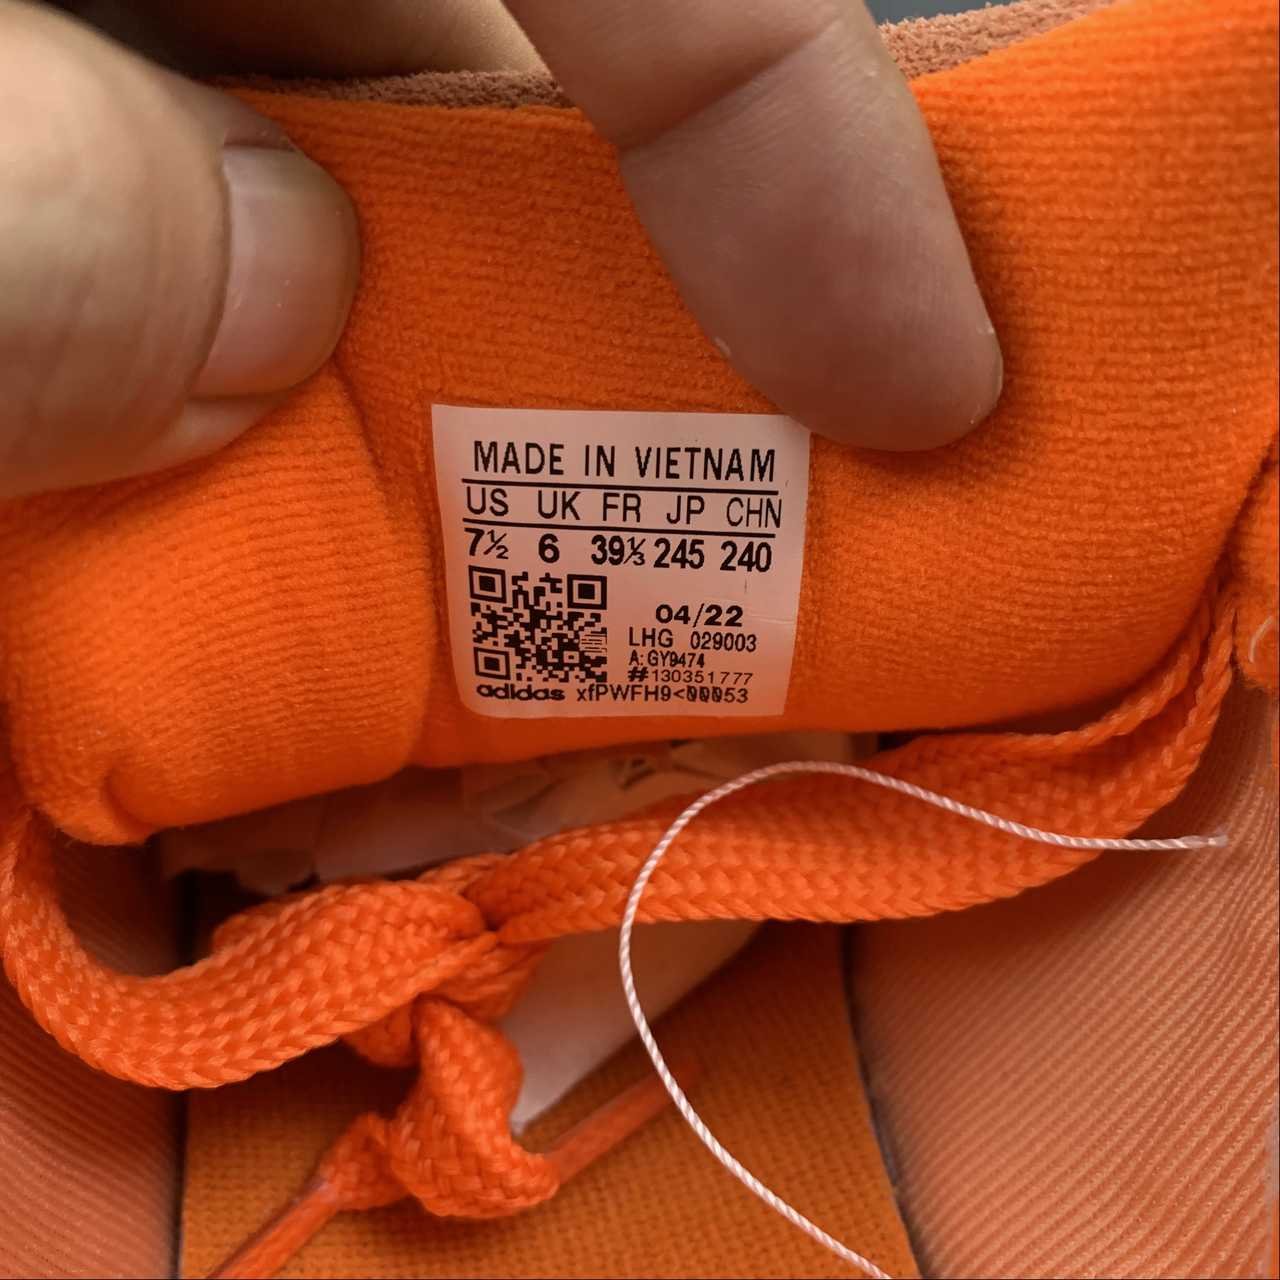 MADE IN VIETNAM
US UK FR JP CHN
7½ 6 39⅓ 245 240
04/22
LHG 029003
A: GY9474
#130351777
adidas xfPWFH9<00053